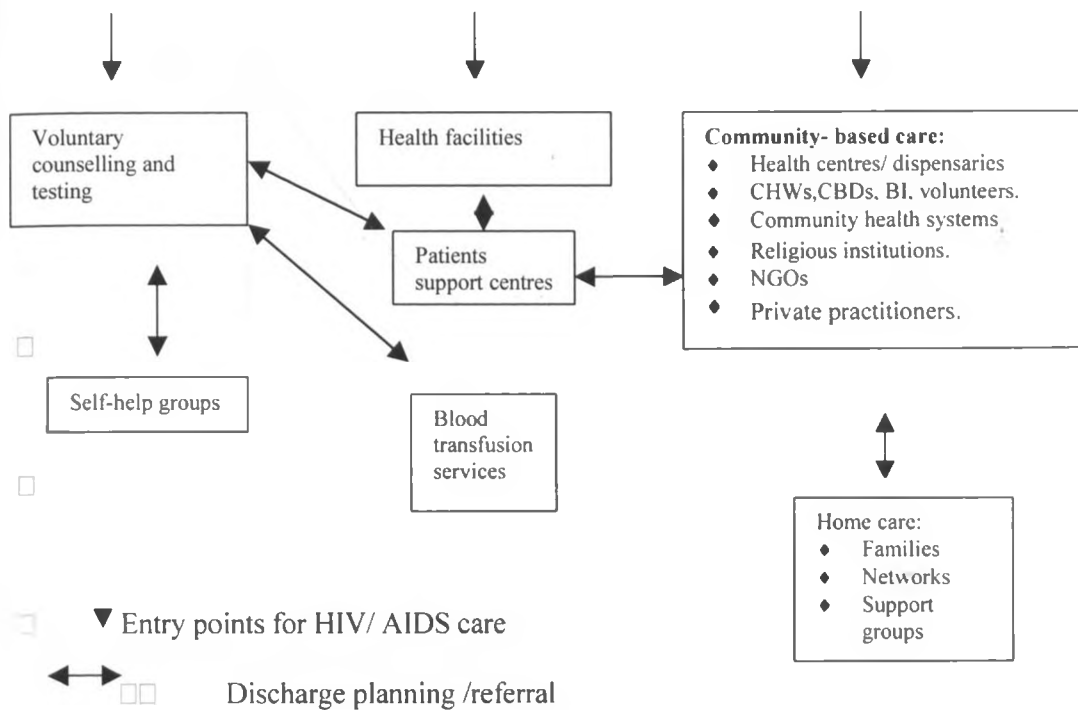 Voluntary
counselling and
testing
Health facilities
Patients
support centres
Community- based care:
Health centres/ dispensaries
CHWs,CBDs, BI, volunteers.
Community health systems
Religious institutions.
NGOs
Private practitioners.
Self-help groups
Blood
transfusion
services
Home care:
Families
Networks
Support
groups
Entry points for HIV/ AIDS care
Discharge planning /referral